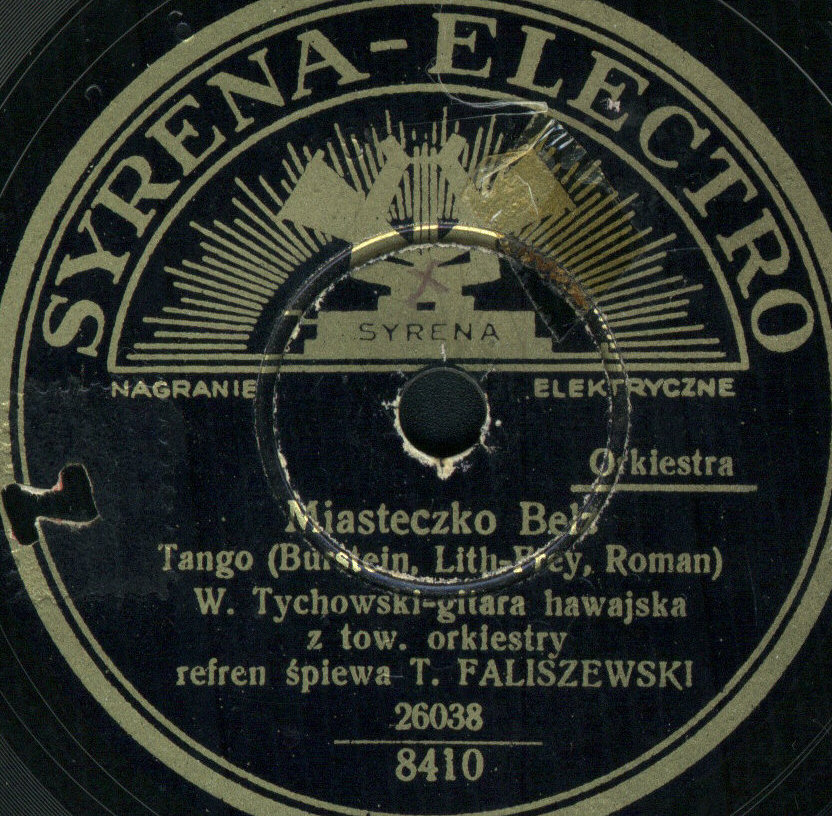 SYRENA-ELECTRO
SYRENA
NAGRANIE ELEKTRYCZNE
Orkiestra
Miasteczko Bełz
Tango (Burstein, Lith-Frey, Roman)
W. Tychowski-gitara hawajska
z tow. orkiestry
refren śpiewa T. FALISZEWSKI
26038
8410